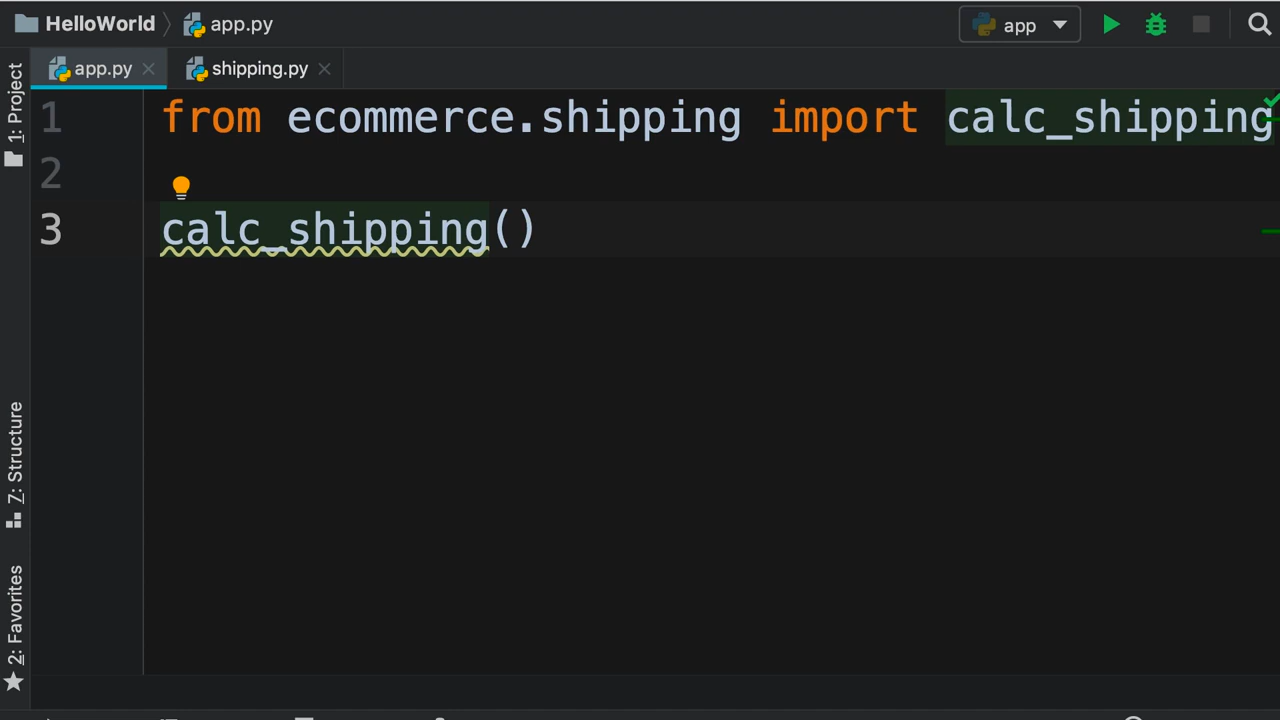 HelloWorld app.py
app
app.py
shipping.py
1: Project
7: Structure
2: Favorites
1 from ecommerce.shipping import calc_shipping
2
3 calc_shipping()